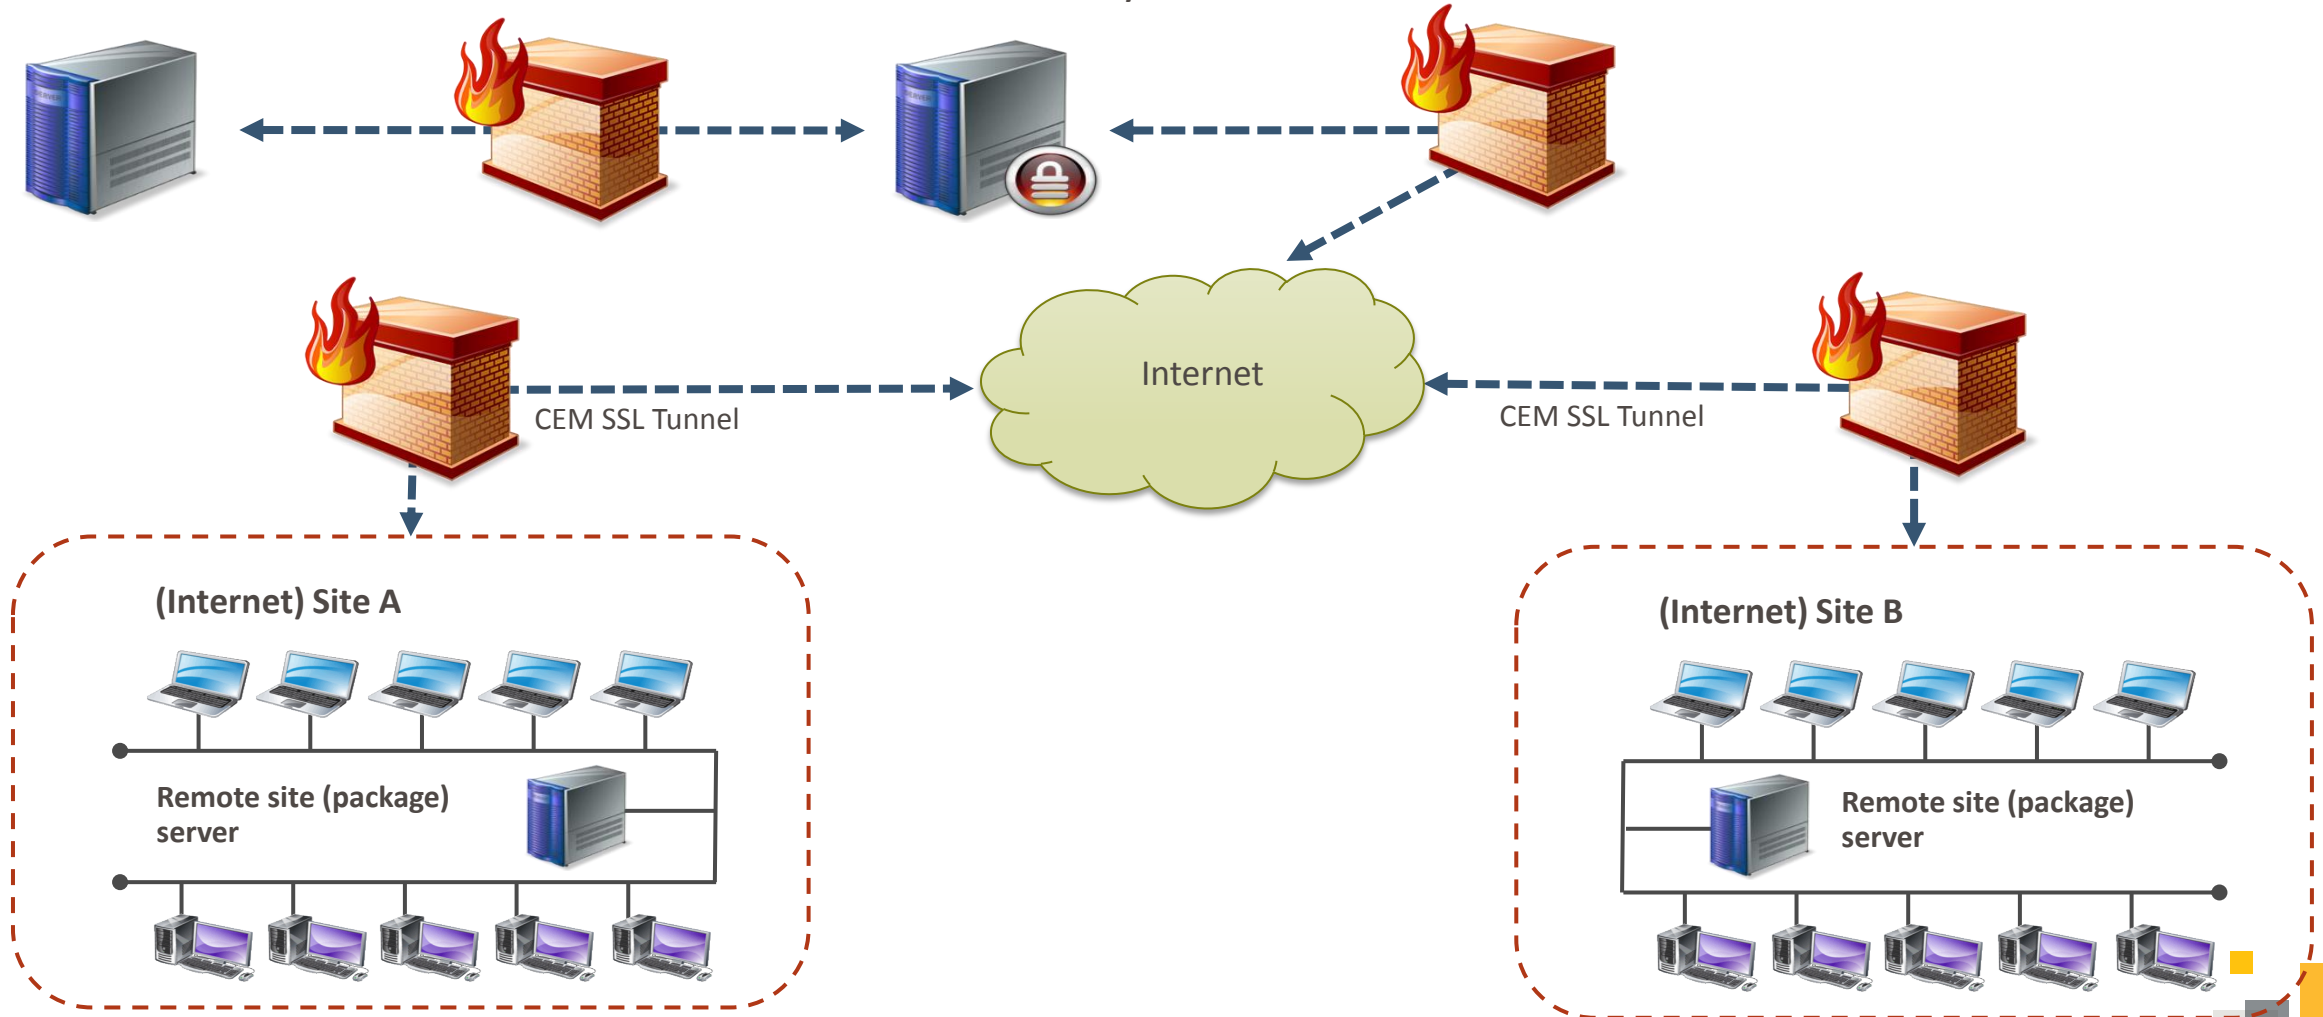 Internet
CEM SSL Tunnel
CEM SSL Tunnel
(Internet) Site A
Remote site (package)
server
(Internet) Site B
Remote site (package)
server